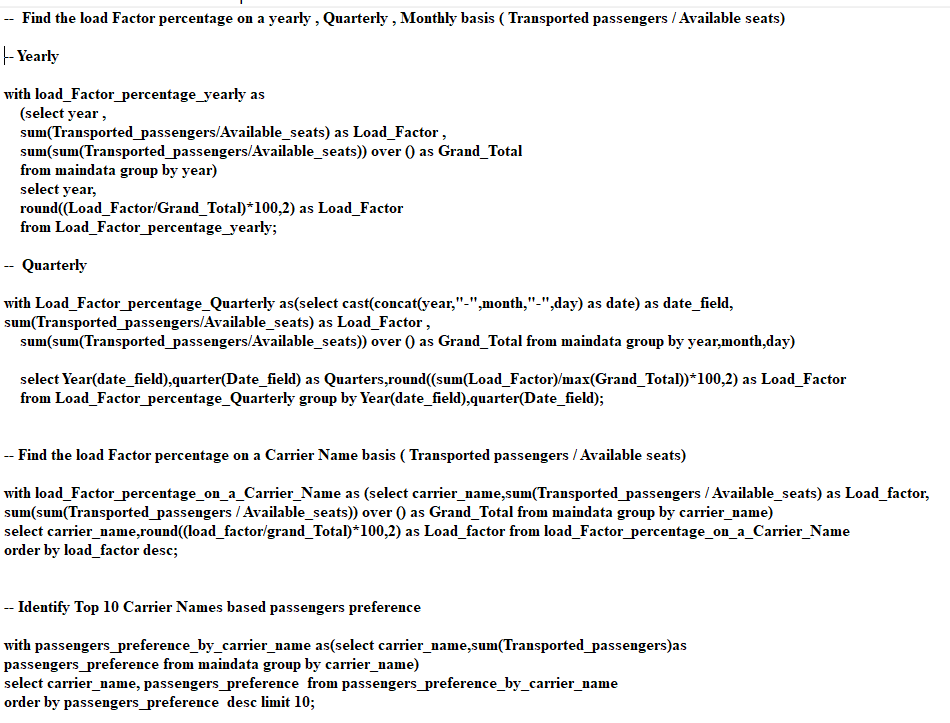 -- Find the load Factor percentage on a yearly , Quarterly , Monthly basis ( Transported passengers / Available seats)
-- Yearly
with load_Factor_percentage_yearly as
(select year ,
sum(Transported_passengers/Available_seats) as Load_Factor ,
sum(sum(Transported_passengers/Available_seats)) over () as Grand_Total
from maindata group by year)
select year,
round((Load_Factor/Grand_Total)*100,2) as Load_Factor
from Load_Factor_percentage_yearly;
-- Quarterly
with Load_Factor_percentage_Quarterly as(select cast(concat(year,"-",month,"-",day) as date) as date_field,
sum(Transported_passengers/Available_seats) as Load_Factor ,
sum(sum(Transported_passengers/Available_seats)) over () as Grand_Total from maindata group by year,month,day)
select Year(date_field),quarter(Date_field) as Quarters,round((sum(Load_Factor)/max(Grand_Total))*100,2) as Load_Factor
from Load_Factor_percentage_Quarterly group by Year(date_field),quarter(Date_field);
-- Find the load Factor percentage on a Carrier Name basis ( Transported passengers / Available seats)
with load_Factor_percentage_on_a_Carrier_Name as (select carrier_name,sum(Transported_passengers / Available_seats) as Load_factor,
sum(sum(Transported_passengers / Available_seats)) over () as Grand_Total from maindata group by carrier_name)
select carrier_name,round((load_factor/grand_Total)*100,2) as Load_factor from load_Factor_percentage_on_a_Carrier_Name
order by load_factor desc;
-- Identify Top 10 Carrier Names based passengers preference
with passengers_preference_by_carrier_name as(select carrier_name,sum(Transported_passengers)as
passengers_preference from maindata group by carrier_name)
select carrier_name, passengers_preference from passengers_preference_by_carrier_name
order by passengers_preference desc limit 10;